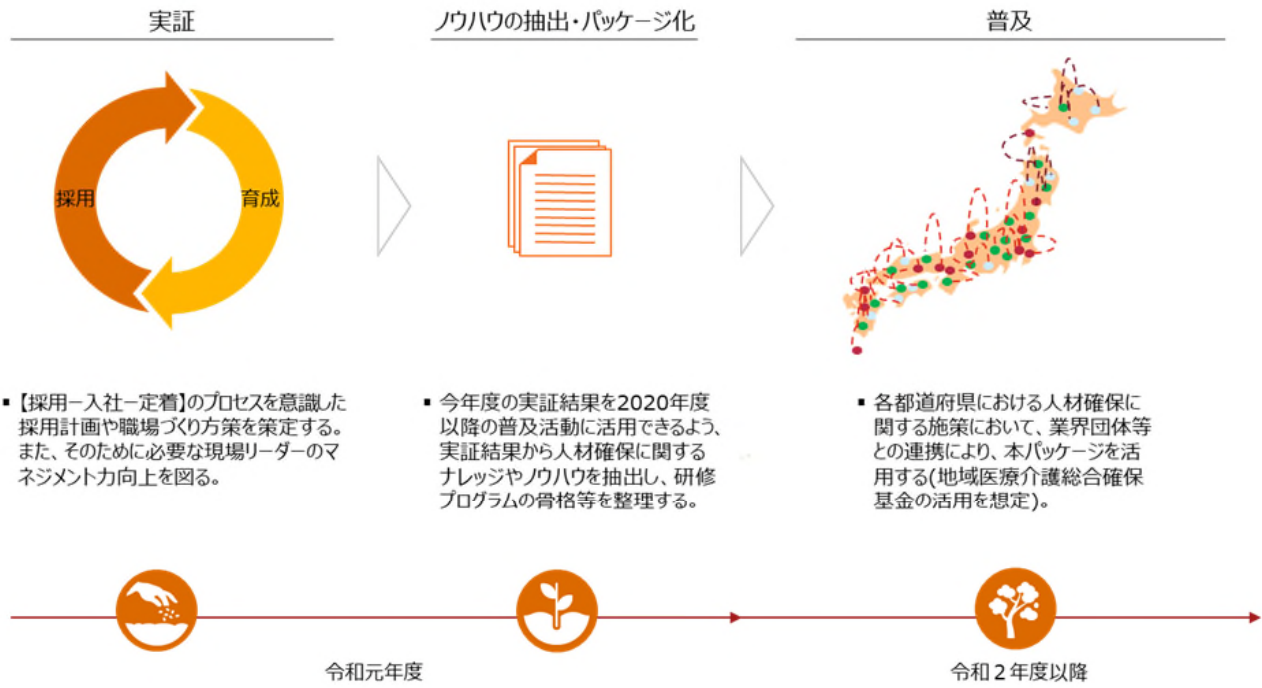 実証
ノウハウの抽出・パッケージ化
普及
採用
育成
▪ 【採用－入社－定着】のプロセスを意識した
採用計画や職場づくり方策を策定する。
また、そのために必要な現場リーダーのマ
ネジメント力向上を図る。
▪ 今年度の実証結果を2020年度
以降の普及活動に活用できるよう、
実証結果から人材確保に関する
ナレッジやノウハウを抽出し、研修
プログラムの骨格等を整理する。
▪ 各都道府県における人材確保に
関する施策において、業界団体等
との連携により、本パッケージを活
用する(地域医療介護総合確保
基金の活用を想定)。
令和元年度
令和２年度以降